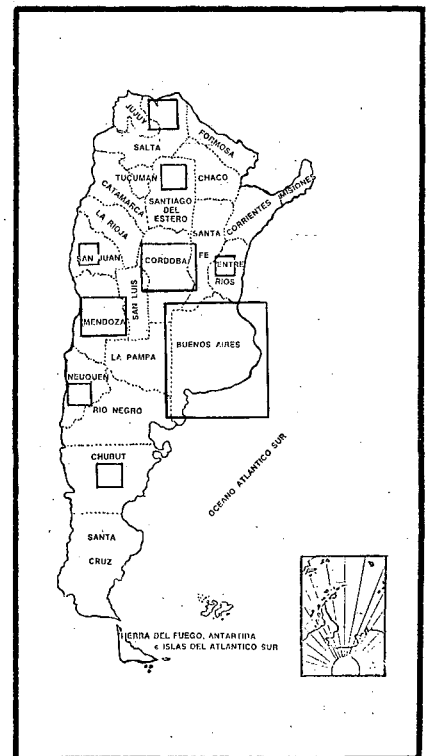 JUJUY
FORMOSA
SALTA
TUCUMAN
CHACO
CATAMARCA
SANTIAGO
DEL
ESTERO
MISIONES
CORRIENTES
LA RIOJA
SANTA
FE
SAN JUAN
CORDOBA
ENTRE
RIOS
SAN LUIS
MENDOZA
BUENOS AIRES
LA PAMPA
NEUQUEN
RIO NEGRO
CHUBUT
OCEANO ATLANTICO SUR
SANTA
CRUZ
TIERRA DEL FUEGO, ANTARTIDA
e ISLAS DEL ATLANTICO SUR